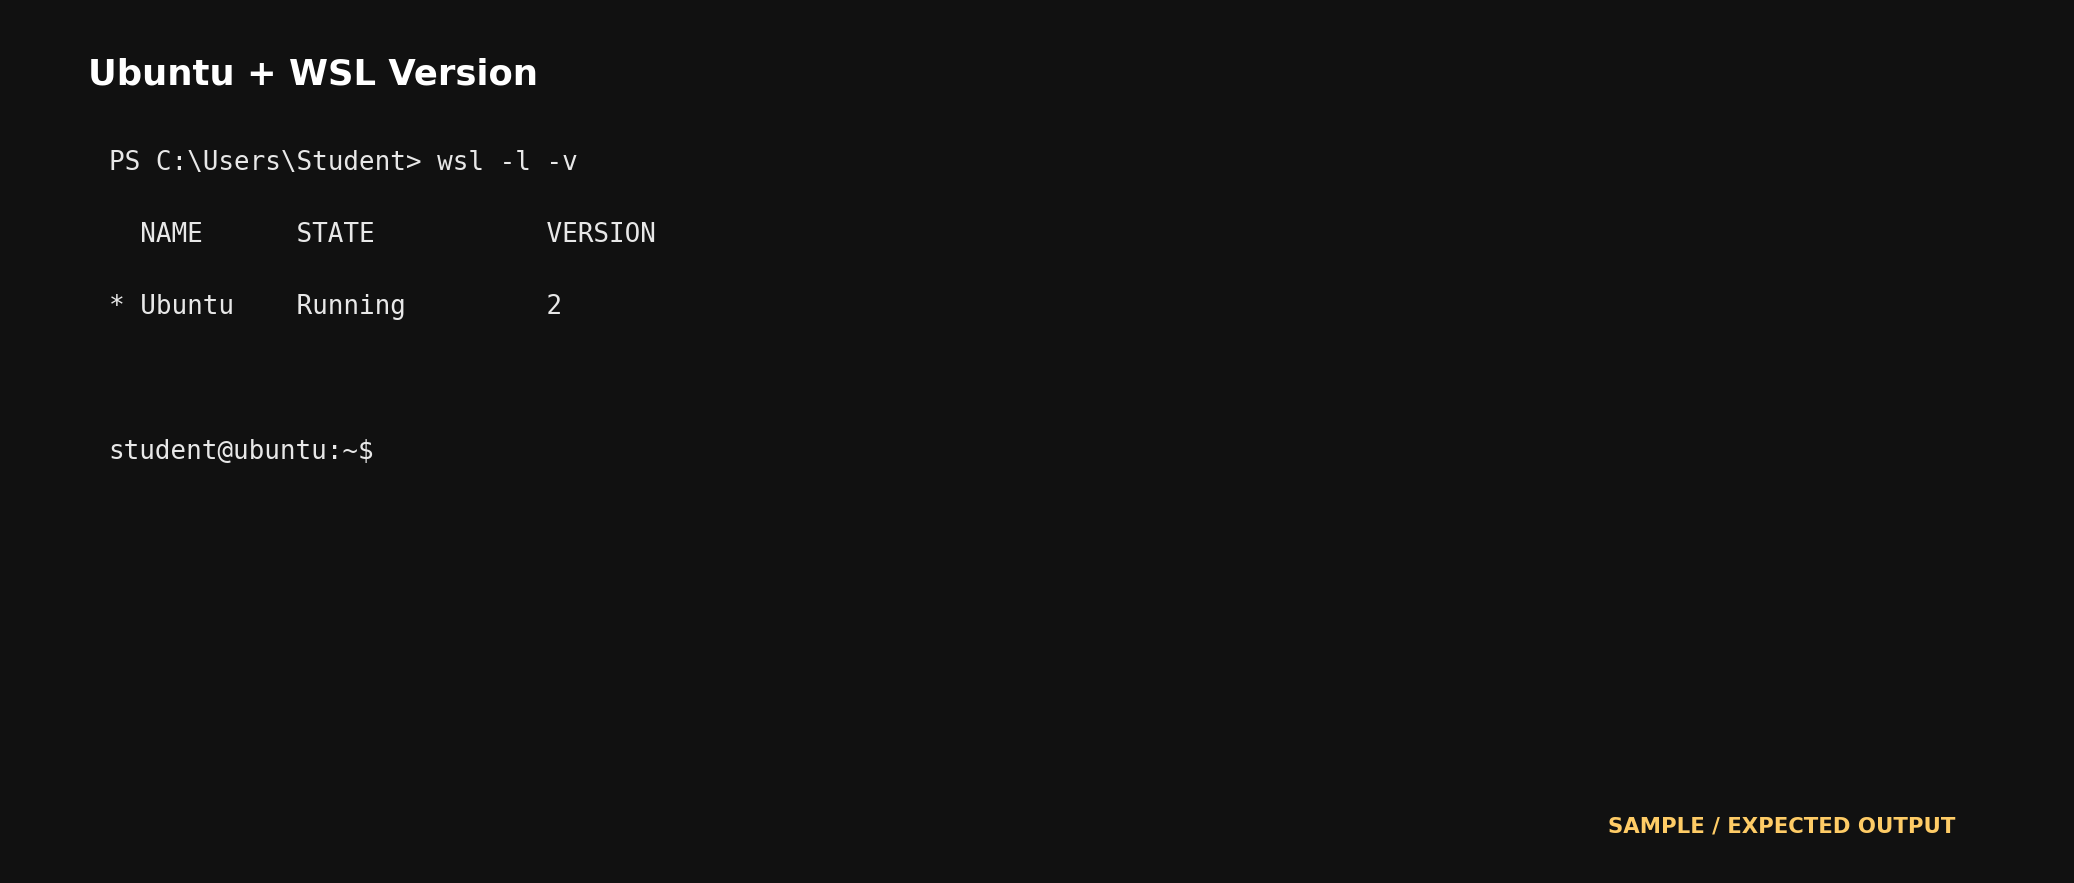 Ubuntu + WSL Version
PS C:\Users\Student> wsl -l -v
  NAME      STATE           VERSION
* Ubuntu    Running         2
student@ubuntu:~$
SAMPLE / EXPECTED OUTPUT